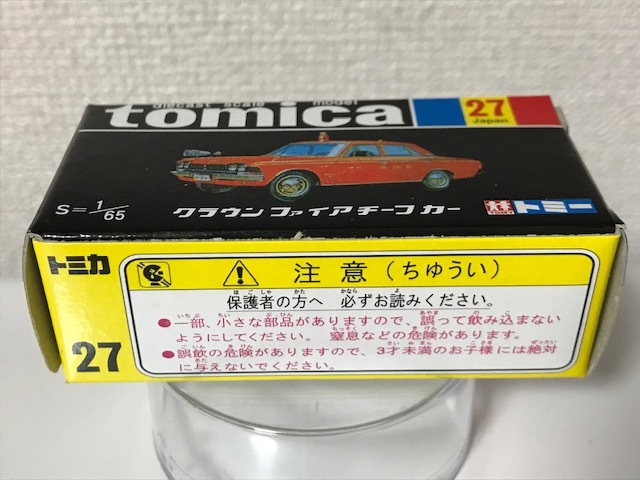 diecast scale model
tomica
27
Japan
S=1/65
クラウン ファイアチーフ カー
TOMY
トミー
トミカ
27
注意(ちゅうい)
保護者の方へ 必ずお読みください。
●一部、小さな部品がありますので、誤って飲み込まない
ようにしてください。 窒息などの危険があります。
●誤飲の危険がありますので、3才未満のお子様には絶対
に与えないでください。